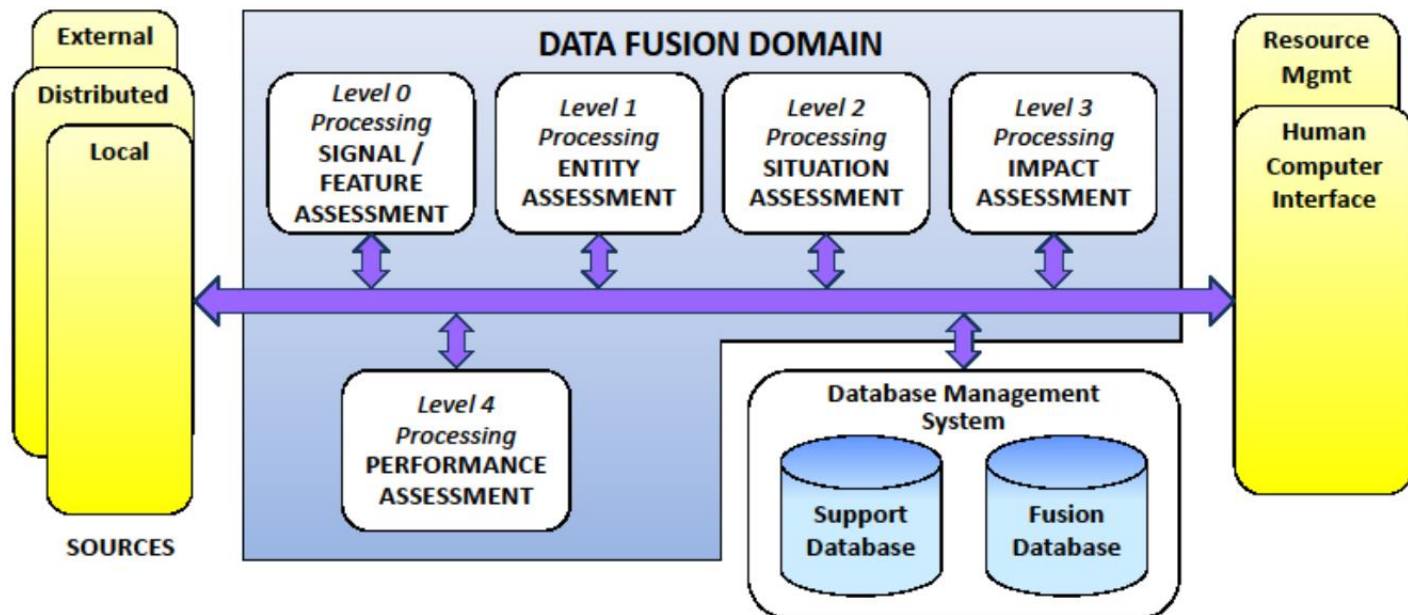 External
Distributed
Local
SOURCES
DATA FUSION DOMAIN
Level 0
Processing
SIGNAL /
FEATURE
ASSESSMENT
Level 1
Processing
ENTITY
ASSESSMENT
Level 2
Processing
SITUATION
ASSESSMENT
Level 3
Processing
IMPACT
ASSESSMENT
Level 4
Processing
PERFORMANCE
ASSESSMENT
Database Management
System
Support
Database
Fusion
Database
Resource
Mgmt
Human
Computer
Interface